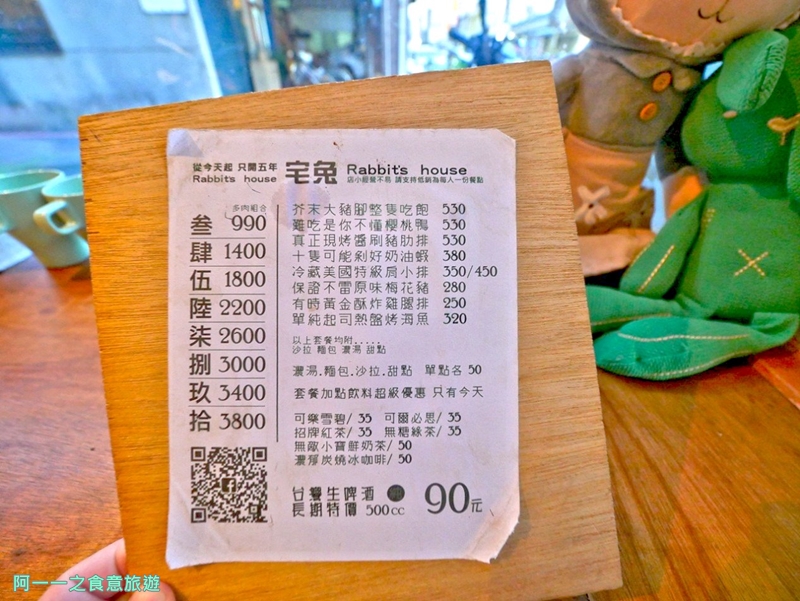 從今天起 只開五年
Rabbit's house
宅兔
Rabbit's house
店小經營不易 請支持低銷為每人一份餐點
多肉組合
叁 990
肆 1400
伍 1800
陸 2200
柒 2600
捌 3000
玖 3400
拾 3800
芥末大豬腳整隻吃飽 530
難吃是你不懂櫻桃鴨 530
真正現烤醬刷豬肋排 530
十隻可能剩好奶油蝦 380
冷藏美國特級肩小排 350/450
保證不雷原味梅花豬 280
有時黃金酥炸雞腿排 250
單純起司熱盤烤海魚 320
以上套餐均附.....
沙拉 麵包 濃湯 甜點
濃湯.麵包.沙拉.甜點 單點各 50
套餐加點飲料超級優惠 只有今天
可樂雪碧/ 35 可爾必思/ 35
招牌紅茶/ 35 無糖綠茶/ 35
無敵小寶鮮奶茶/ 50
濃郁炭燒冰咖啡/ 50
台灣生啤酒
長期特價 500cc 90元
阿一一之食意旅遊